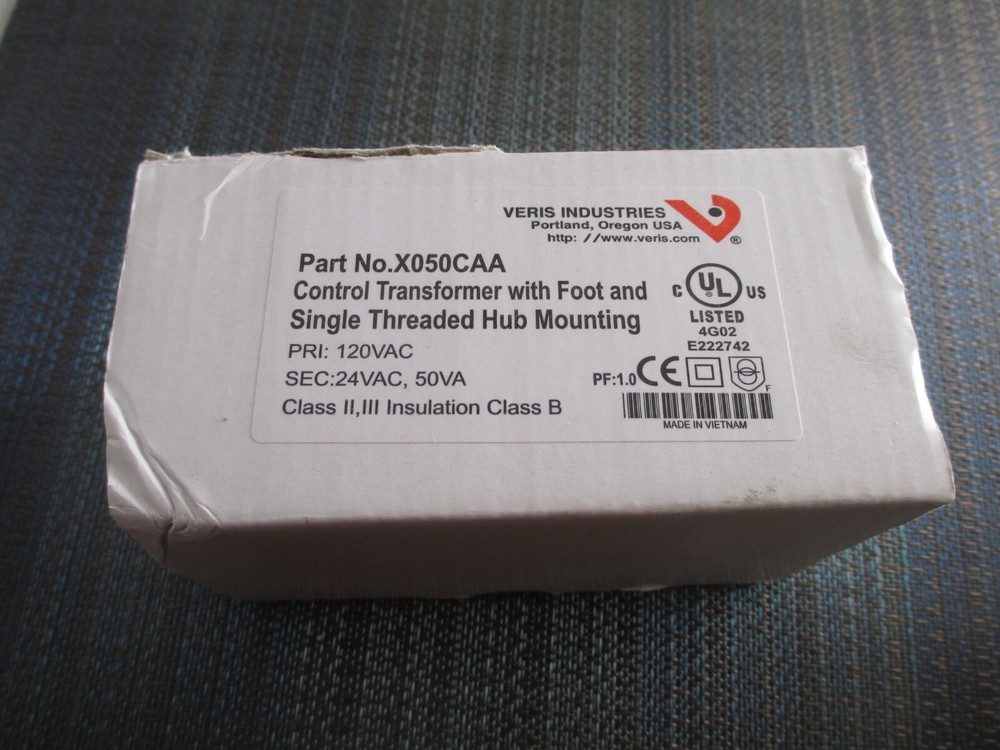 VERIS INDUSTRIES
Portland, Oregon USA
http: //www.veris.com
®
Part No.X050CAA
Control Transformer with Foot and
Single Threaded Hub Mounting
PRI: 120VAC
SEC:24VAC, 50VA
Class II,III Insulation Class B
C UL ® US
LISTED
4G02
E222742
PF:1.0 CE F
MADE IN VIETNAM